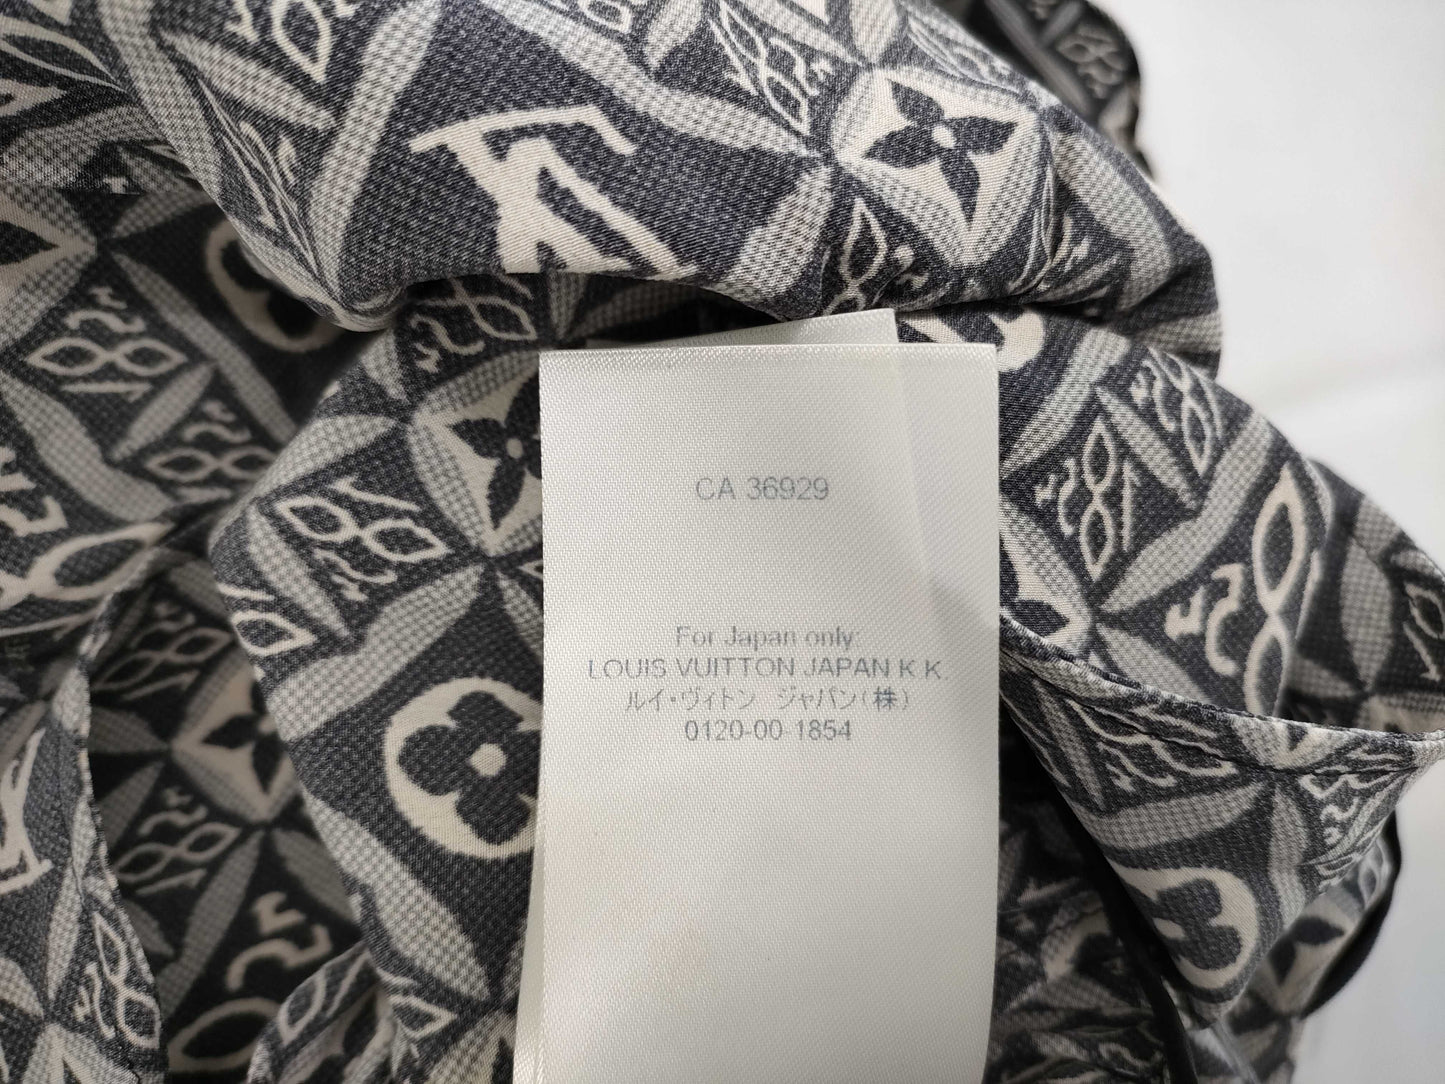 CA 36929
For Japan only:
LOUIS VUITTON JAPAN K K
ルイ・ヴィトン ジャパン(株)
0120-00-1854